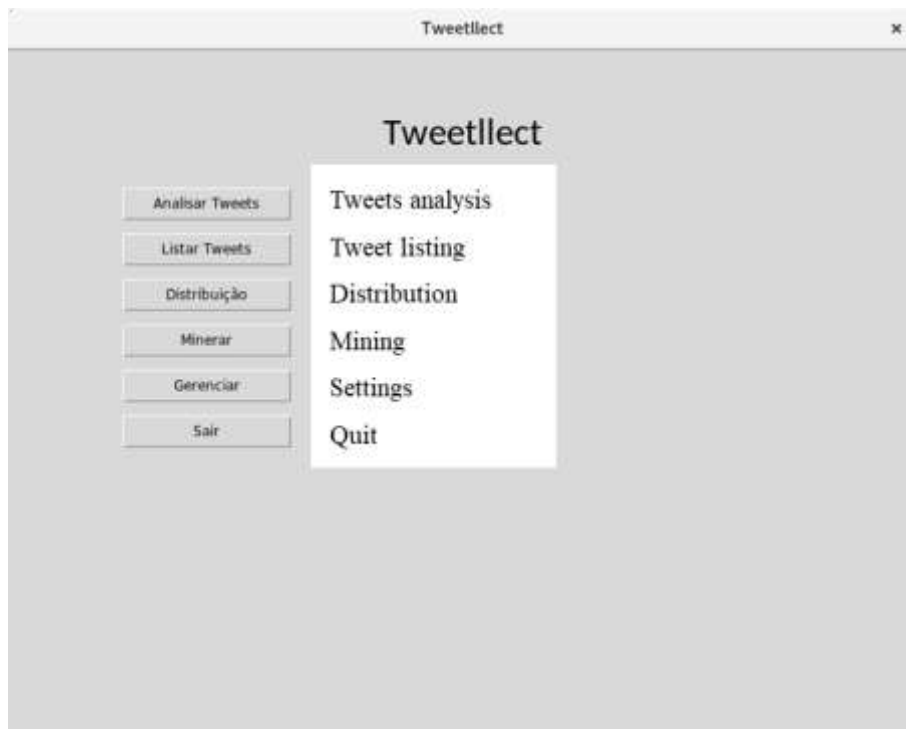 Tweetllect
×
Tweetllect
Analisar Tweets
Tweets analysis
Listar Tweets
Tweet listing
Distribuição
Distribution
Minerar
Mining
Gerenciar
Settings
Sair
Quit